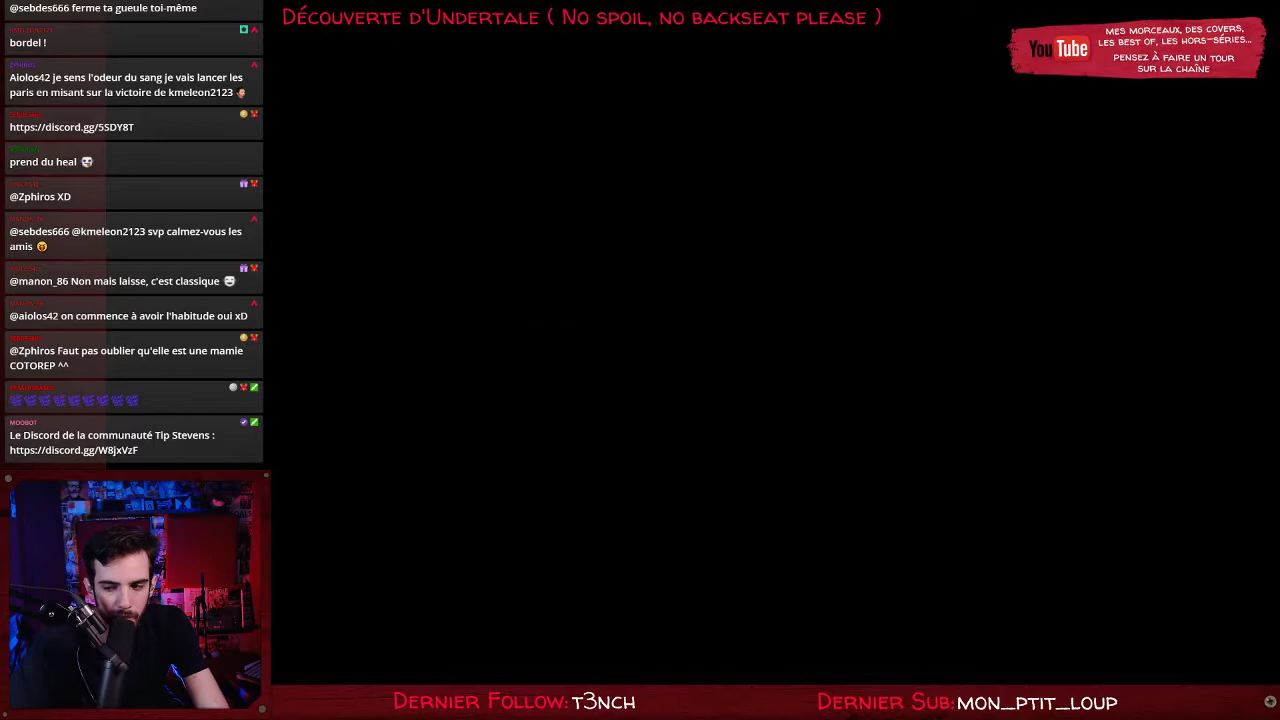 @sebdes666 ferme ta gueule toi-même
bordel !
ZPHIROS
Aiolos42 je sens l'odeur du sang je vais lancer les
paris en misant sur la victoire de kmeleon2123
https://discord.gg/5SDY8T
prend du heal
@Zphiros XD
MANON_86
@sebdes666 @kmeleon2123 svp calmez-vous les
amis
@manon_86 Non mais laisse, c'est classique
MANON_86
@aiolos42 on commence à avoir l'habitude oui xD
@Zphiros Faut pas oublier qu'elle est une mamie
COTOREP ^^
MOOBOT
Le Discord de la communauté Tip Stevens :
https://discord.gg/W8jxVzF
Découverte d'Undertale ( No spoil, no backseat please )
YouTube
MES MORCEAUX, DES COVERS,
LES BEST OF, LES HORS-SÉRIES...
PENSEZ À FAIRE UN TOUR
SUR LA CHAÎNE
Dernier Follow: T3NCH
Dernier Sub: MON_PTIT_LOUP